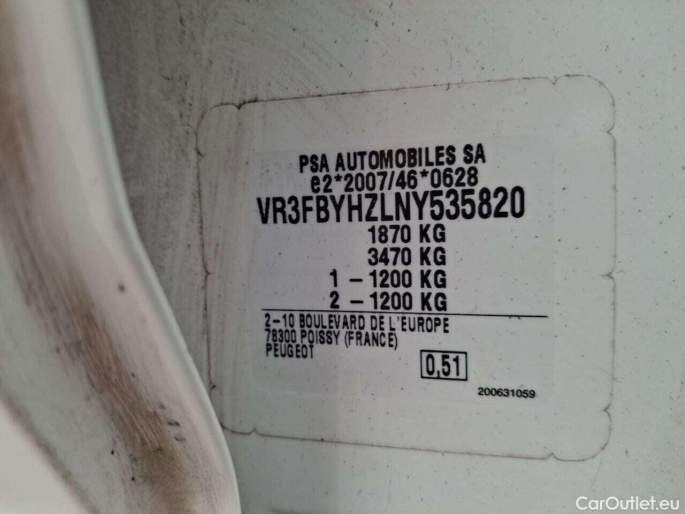 PSA AUTOMOBILES SA
e2*2007/46*0628
VR3FBYHZLNY535820
1870 KG
3470 KG
1 – 1200 KG
2 – 1200 KG
2–10 BOULEVARD DE L'EUROPE
78300 POISSY (FRANCE)
PEUGEOT
0,51
200631059
CarOutlet.eu